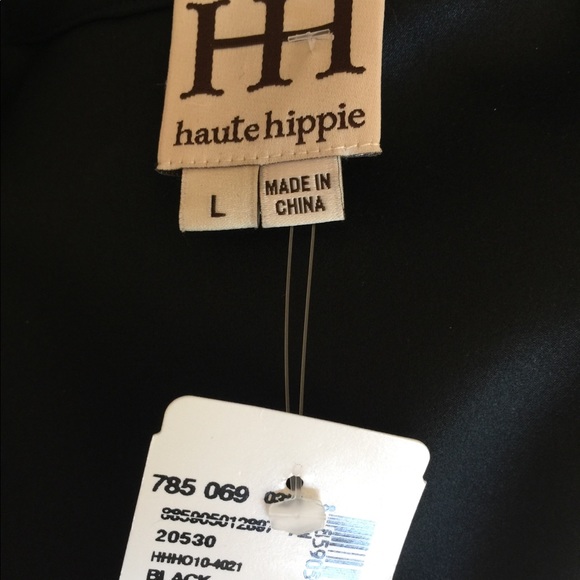 HH
haute hippie
L
MADE IN
CHINA
785 069
20530
HHHO10-4021
BLACK